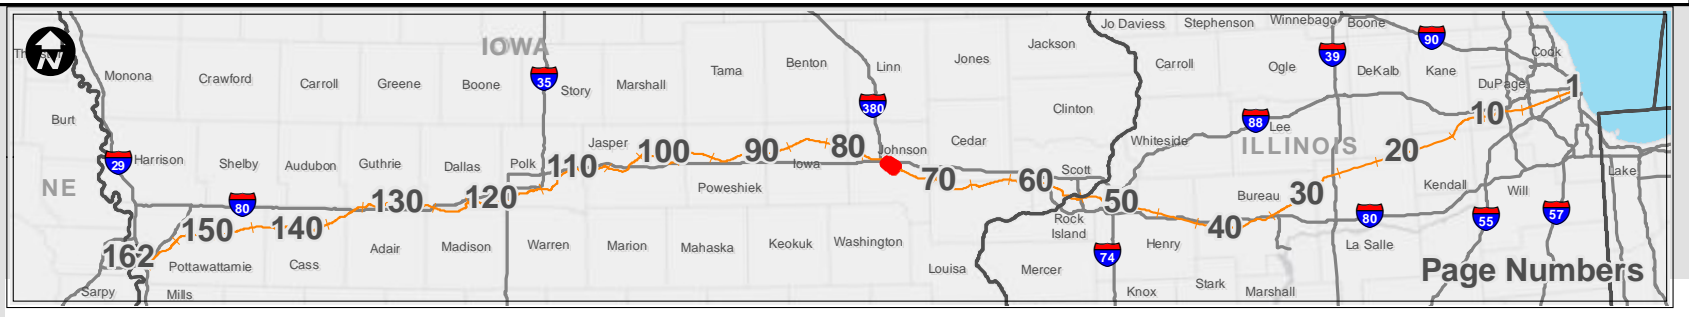 N
IOWA
NE
ILLINOIS
Monona
Crawford
Carroll
Greene
Boone
Story
Marshall
Tama
Benton
Linn
Jones
Jackson
Jo Daviess
Stephenson
Winnebago
Boone
Carroll
Ogle
DeKalb
Kane
Cook
DuPage
Burt
Harrison
Shelby
Audubon
Guthrie
Dallas
Polk
Jasper
Poweshiek
Iowa
Johnson
Cedar
Clinton
Scott
Whiteside
Lee
Bureau
Kendall
Will
Lake
Sarpy
Mills
Pottawattamie
Cass
Adair
Madison
Warren
Marion
Mahaska
Keokuk
Washington
Louisa
Rock
Island
Mercer
Henry
Knox
Stark
Marshall
La Salle
29
80
35
380
74
88
39
90
80
55
57
162
150
140
130
120
110
100
90
80
70
60
50
40
30
20
10
1
Page Numbers